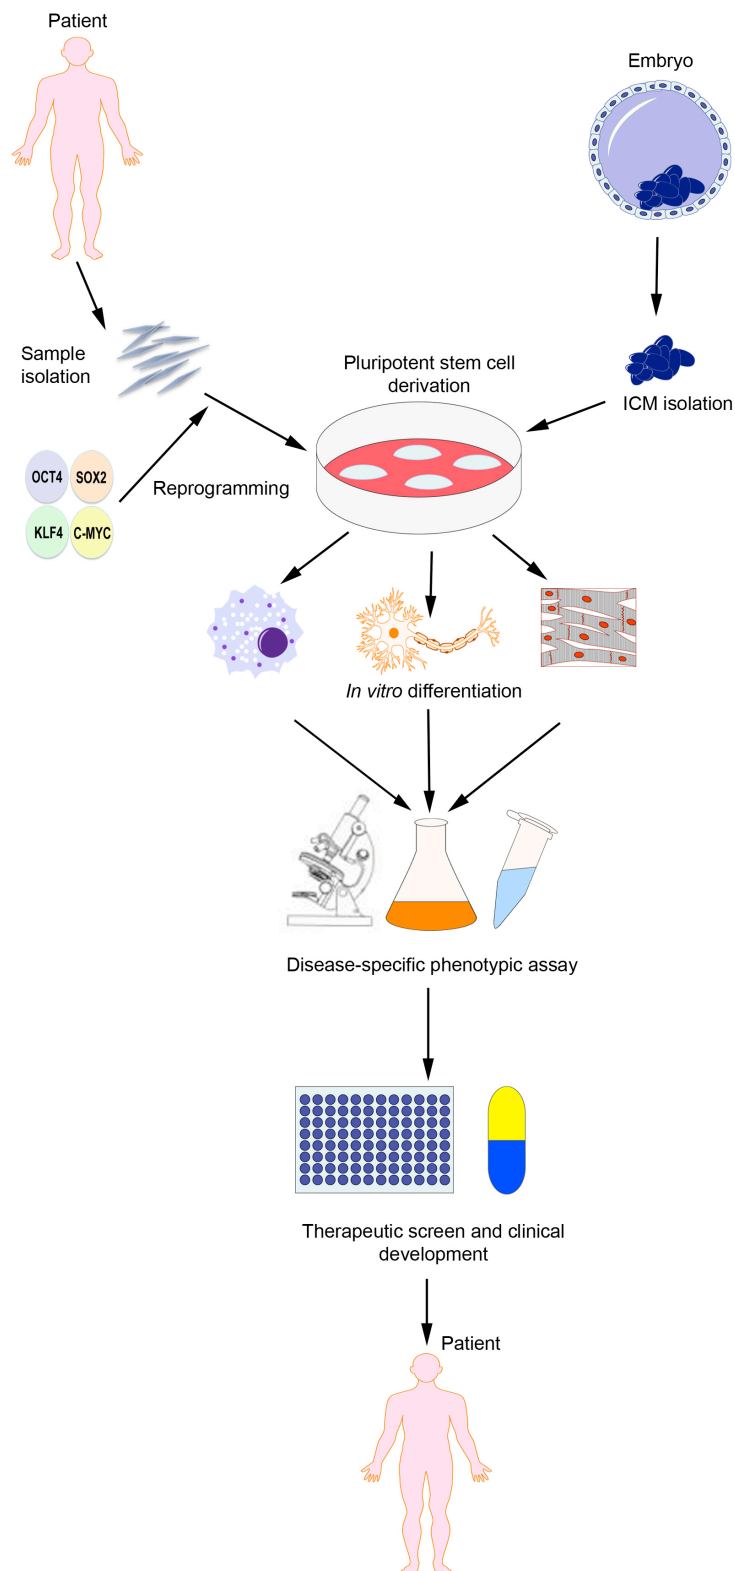 Patient
Embryo
Sample
isolation
Pluripotent stem cell
derivation
ICM isolation
OCT4
SOX2
KLF4
C-MYC
Reprogramming
In vitro differentiation
Disease-specific phenotypic assay
Therapeutic screen and clinical
development
Patient